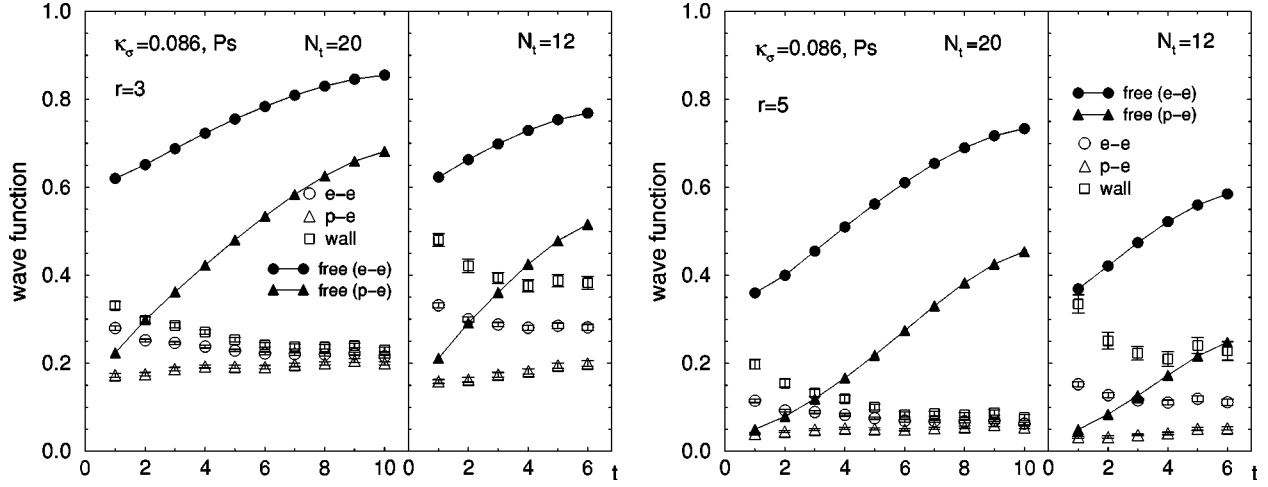 1.0
0.8
0.6
0.4
0.2
0.0
wave function
κσ=0.086, Ps
Nt=20
r=3
e−e
p−e
wall
free (e−e)
free (p−e)
0 2 4 6 8 10
Nt=12
0 2 4 6 t
1.0
0.8
0.6
0.4
0.2
0.0
wave function
κσ=0.086, Ps
Nt=20
r=5
0 2 4 6 8 10
Nt=12
free (e−e)
free (p−e)
e−e
p−e
wall
0 2 4 6 t